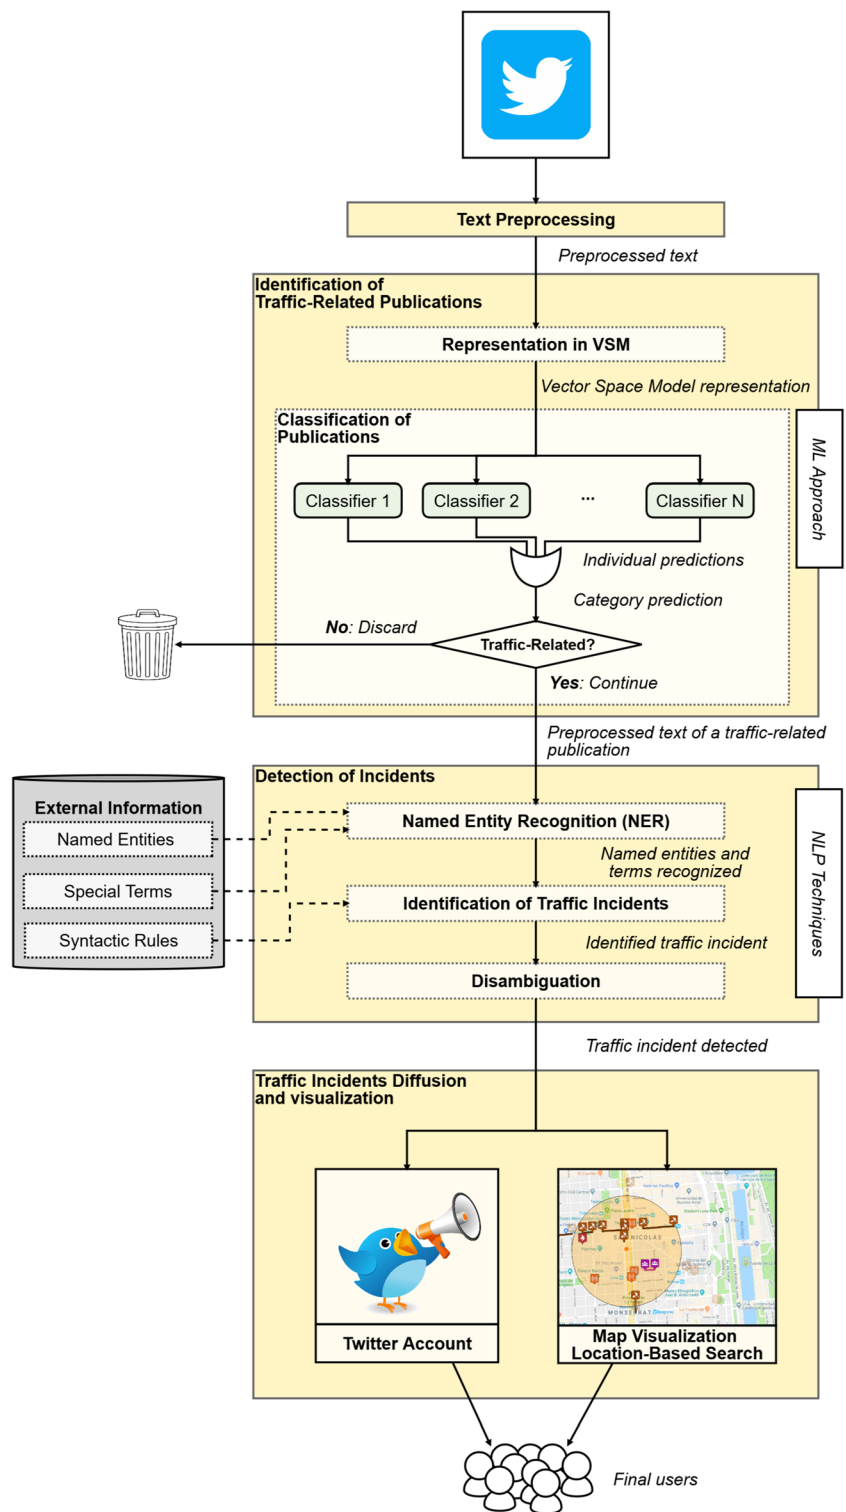 Text Preprocessing
Preprocessed text
Identification of
Traffic-Related Publications
Representation in VSM
Vector Space Model representation
Classification of
Publications
ML Approach
Classifier 1
Classifier 2
...
Classifier N
Individual predictions
Category prediction
No: Discard
Traffic-Related?
Yes: Continue
Preprocessed text of a traffic-related
publication
Detection of Incidents
External Information
Named Entities
Special Terms
Syntactic Rules
Named Entity Recognition (NER)
Named entities and
terms recognized
Identification of Traffic Incidents
NLP Techniques
Identified traffic incident
Disambiguation
Traffic incident detected
Traffic Incidents Diffusion
and visualization
MONSERRAT
Twitter Account
Map Visualization
Location-Based Search
Final users